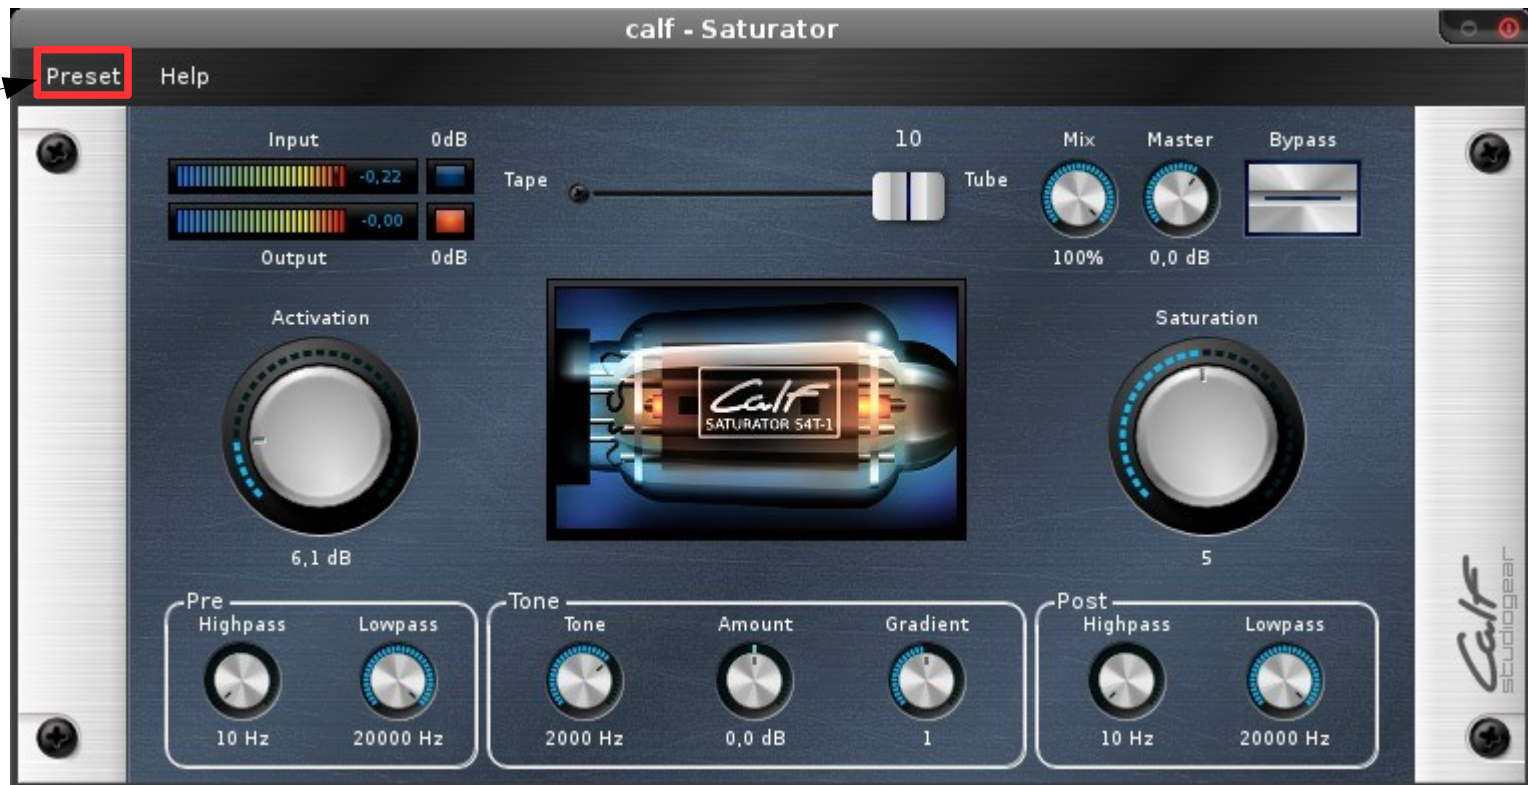 calf - Saturator
Preset Help
Input 0dB
-0,22
-0,00
Output 0dB
Tape 10 Tube
Mix Master Bypass
100% 0,0 dB
Activation
6,1 dB
Calf
SATURATOR S4T-1
Saturation
5
Pre
Highpass Lowpass
10 Hz 20000 Hz
Tone
Tone Amount Gradient
2000 Hz 0,0 dB 1
Post
Highpass Lowpass
10 Hz 20000 Hz
Calf
studiogear